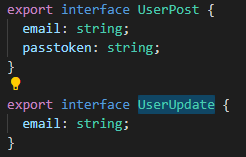 export interface UserPost {
  email: string;
  passtoken: string;
}
export interface UserUpdate {
  email: string;
}